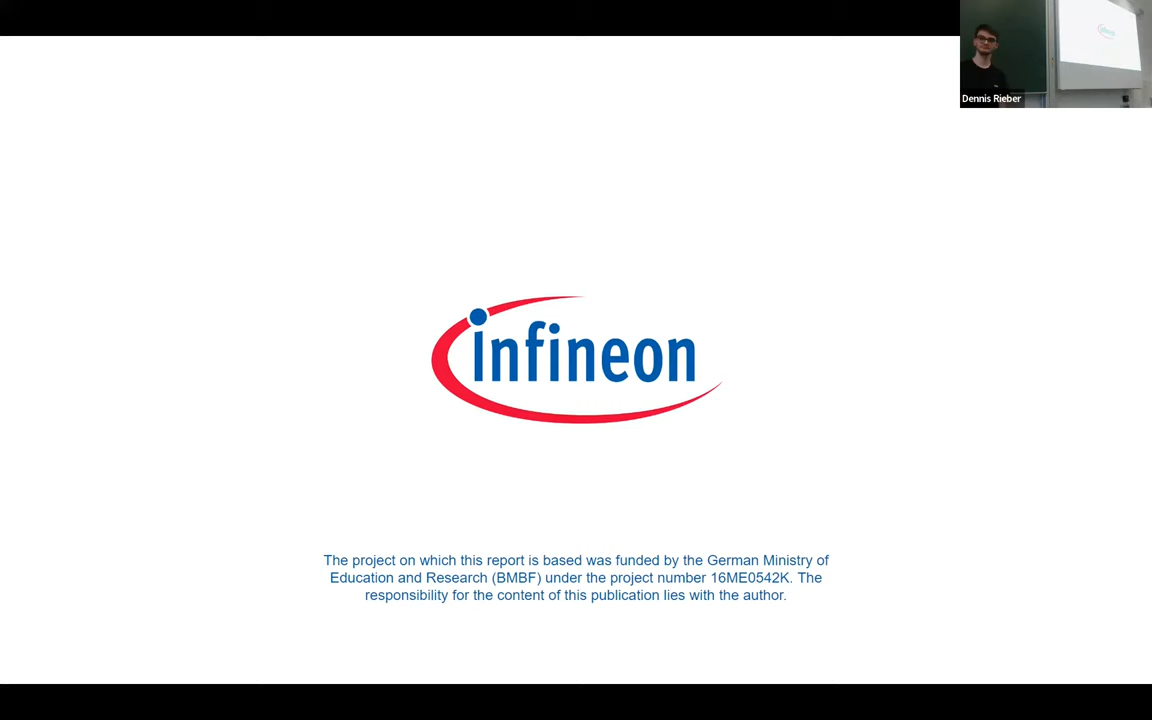 Dennis Rieber
infineon
The project on which this report is based was funded by the German Ministry of
Education and Research (BMBF) under the project number 16ME0542K. The
responsibility for the content of this publication lies with the author.